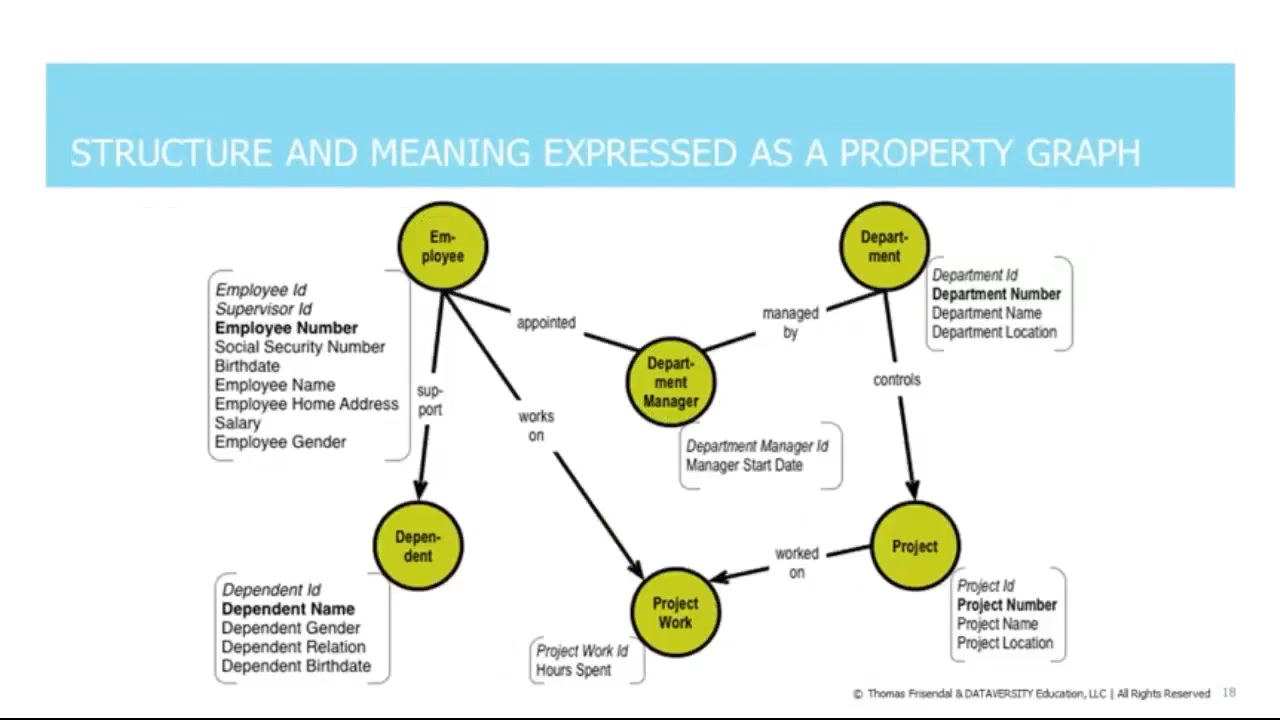 STRUCTURE AND MEANING EXPRESSED AS A PROPERTY GRAPH
Em-
ployee
Depart-
ment
Employee Id
Supervisor Id
Employee Number
Social Security Number
Birthdate
Employee Name
Employee Home Address
Salary
Employee Gender
appointed
managed
by
Department Id
Department Number
Department Name
Department Location
Depart-
ment
Manager
sup-
port
works
on
controls
Department Manager Id
Manager Start Date
Depen-
dent
Project
worked
on
Dependent Id
Dependent Name
Dependent Gender
Dependent Relation
Dependent Birthdate
Project
Work
Project Work Id
Hours Spent
Project Id
Project Number
Project Name
Project Location
© Thomas Frisendal & DATAVERSITY Education, LLC | All Rights Reserved 18